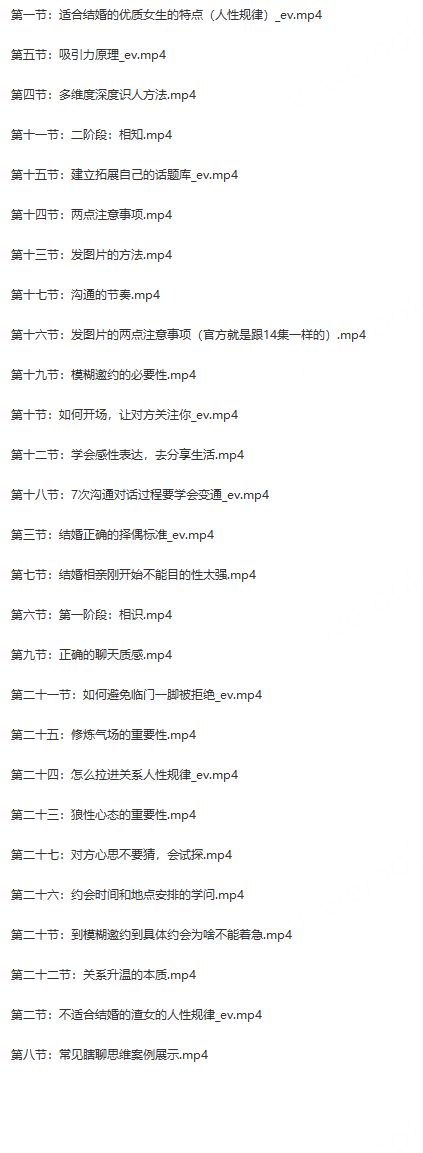 第一节：适合结婚的优质女生的特点（人性规律）_ev.mp4
第五节：吸引力原理_ev.mp4
第四节：多维度深度识人方法.mp4
第十一节：二阶段：相知.mp4
第十五节：建立拓展自己的话题库_ev.mp4
第十四节：两点注意事项.mp4
第十三节：发图片的方法.mp4
第十七节：沟通的节奏.mp4
第十六节：发图片的两点注意事项（官方就是跟14集一样的）.mp4
第十九节：模糊邀约的必要性.mp4
第十节：如何开场，让对方关注你_ev.mp4
第十二节：学会感性表达，去分享生活.mp4
第十八节：7次沟通对话过程要学会变通_ev.mp4
第三节：结婚正确的择偶标准_ev.mp4
第七节：结婚相亲刚开始不能目的性太强.mp4
第六节：第一阶段：相识.mp4
第九节：正确的聊天质感.mp4
第二十一节：如何避免临门一脚被拒绝_ev.mp4
第二十五：修炼气场的重要性.mp4
第二十四：怎么拉进关系人性规律_ev.mp4
第二十三：狼性心态的重要性.mp4
第二十七：对方心思不要猜，会试探.mp4
第二十六：约会时间和地点安排的学问.mp4
第二十节：到模糊邀约到具体约会为啥不能着急.mp4
第二十二节：关系升温的本质.mp4
第二节：不适合结婚的渣女的人性规律_ev.mp4
第八节：常见瞎聊思维案例展示.mp4